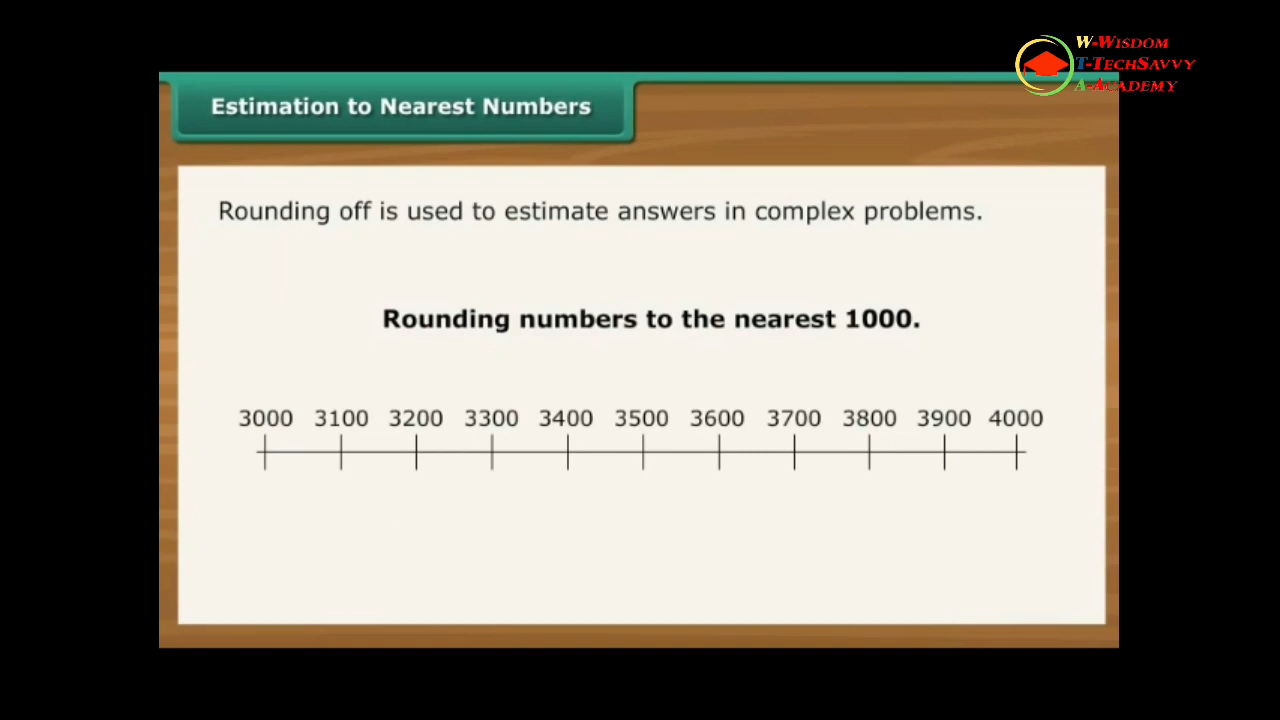 W-Wisdom
T-TechSavvy
A-Academy
Estimation to Nearest Numbers
Rounding off is used to estimate answers in complex problems.
Rounding numbers to the nearest 1000.
3000 3100 3200 3300 3400 3500 3600 3700 3800 3900 4000